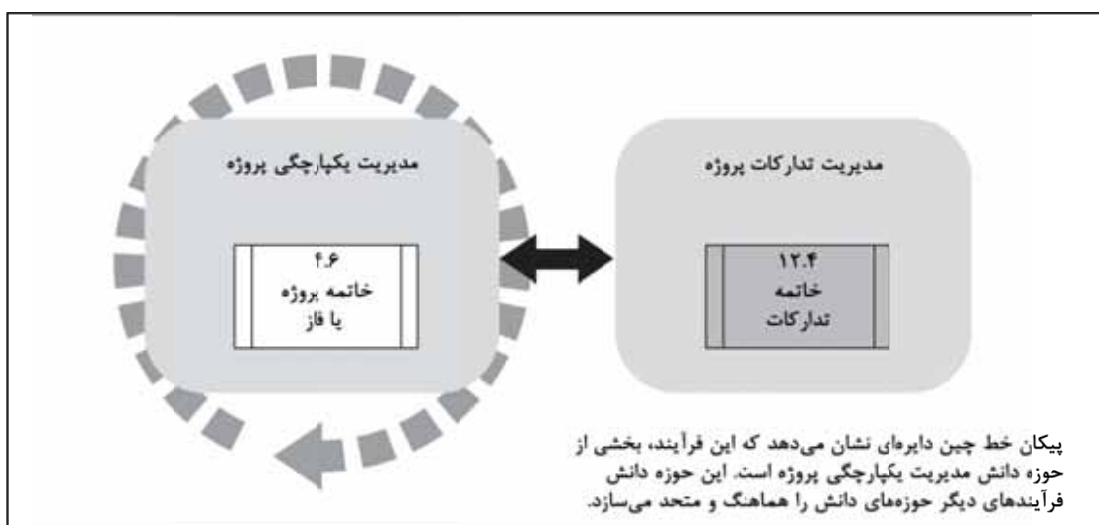 مدیریت یکپارچگی پروژه
۴.۶
خاتمه پروژه
یا فاز
مدیریت تدارکات پروژه
۱۲.۴
خاتمه
تدارکات
پیکان خط چین دایره‌ای نشان می‌دهد که این فرآیند، بخشی از
حوزه دانش مدیریت یکپارچگی پروژه است. این حوزه دانش
فرآیندهای دیگر حوزه‌های دانش را هماهنگ و متحد می‌سازد.